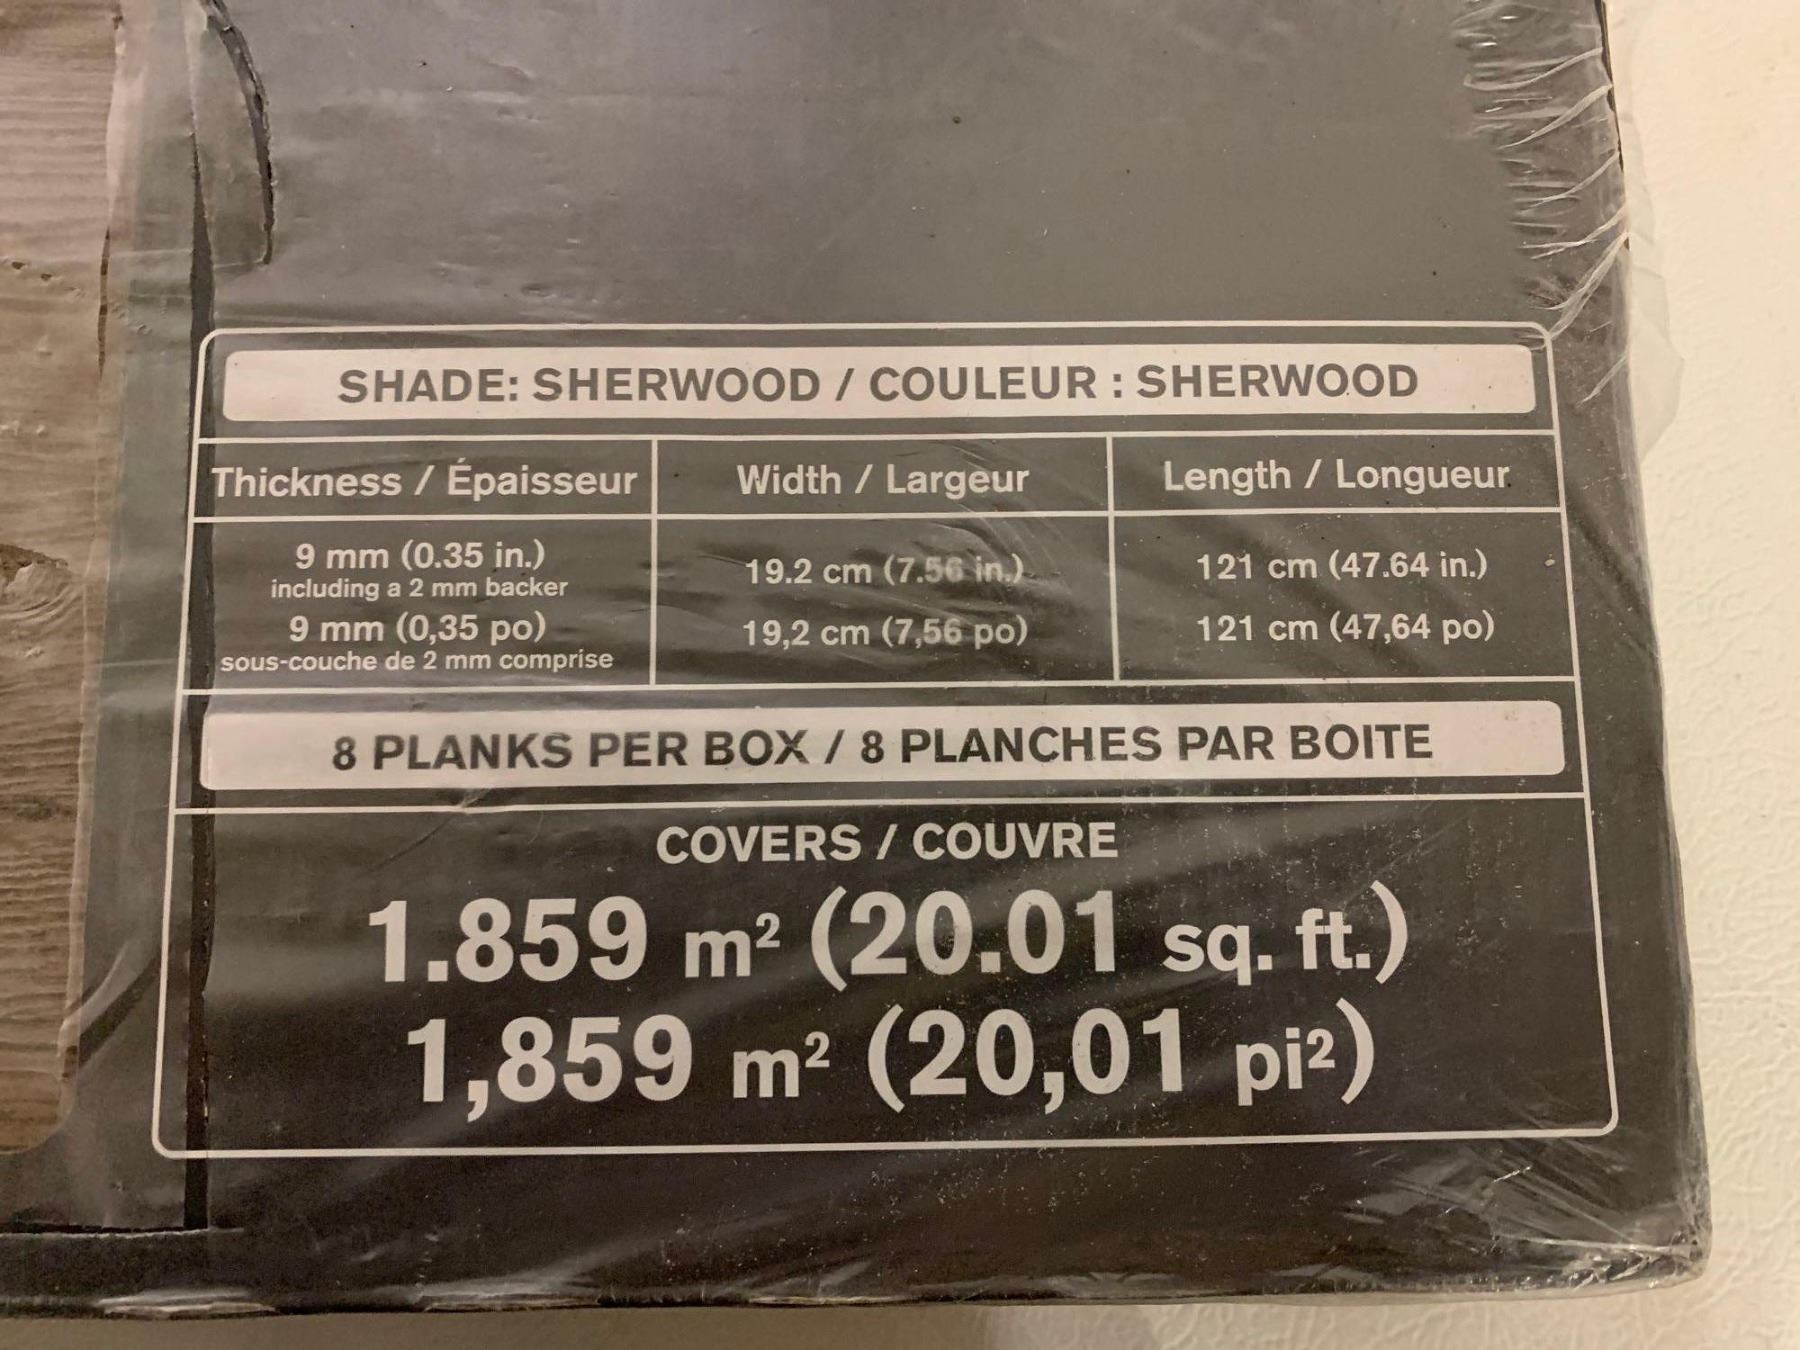 SHADE: SHERWOOD / COULEUR : SHERWOOD
Thickness / Épaisseur
Width / Largeur
Length / Longueur
9 mm (0.35 in.)
including a 2 mm backer
9 mm (0,35 po)
sous-couche de 2 mm comprise
19.2 cm (7.56 in.)
19,2 cm (7,56 po)
121 cm (47.64 in.)
121 cm (47,64 po)
8 PLANKS PER BOX / 8 PLANCHES PAR BOITE
COVERS / COUVRE
1.859 m² (20.01 sq. ft.)
1,859 m² (20,01 pi²)